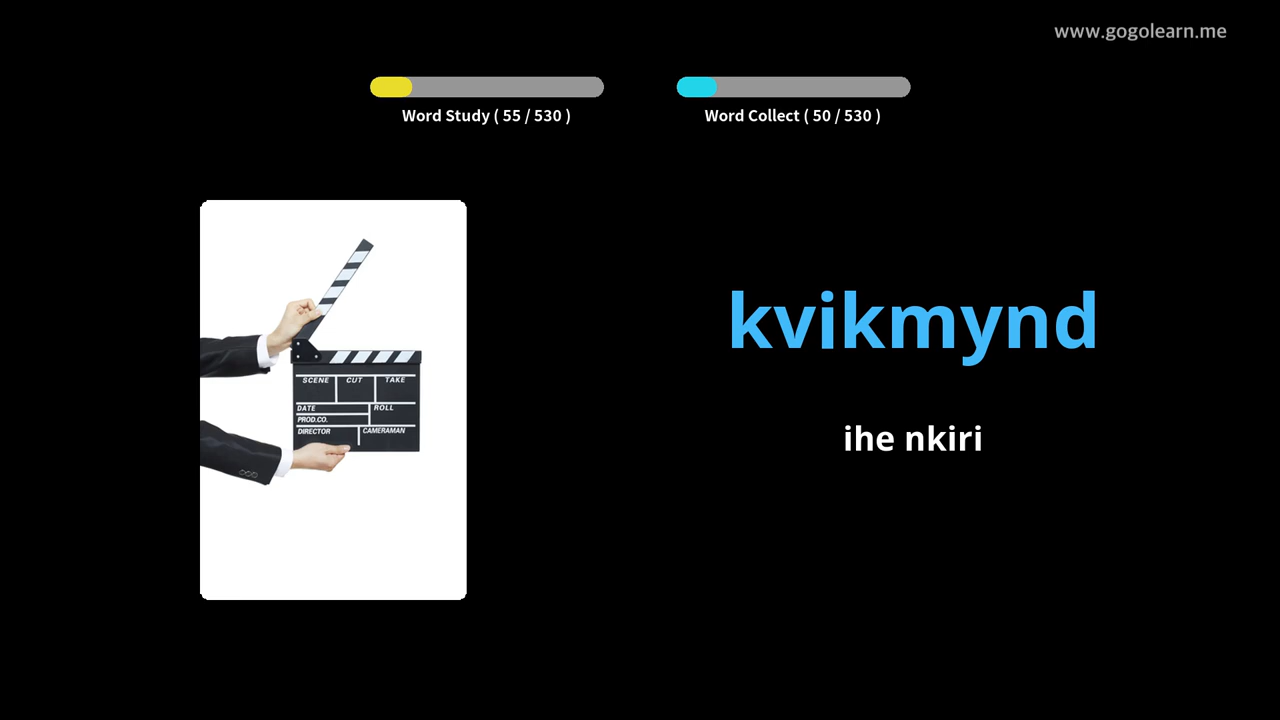 www.gogolearn.me
Word Study ( 55 / 530 )
Word Collect ( 50 / 530 )
SCENE CUT TAKE
DATE ROLL
PROD.CO.
DIRECTOR CAMERAMAN
kvikmynd
ihe nkiri